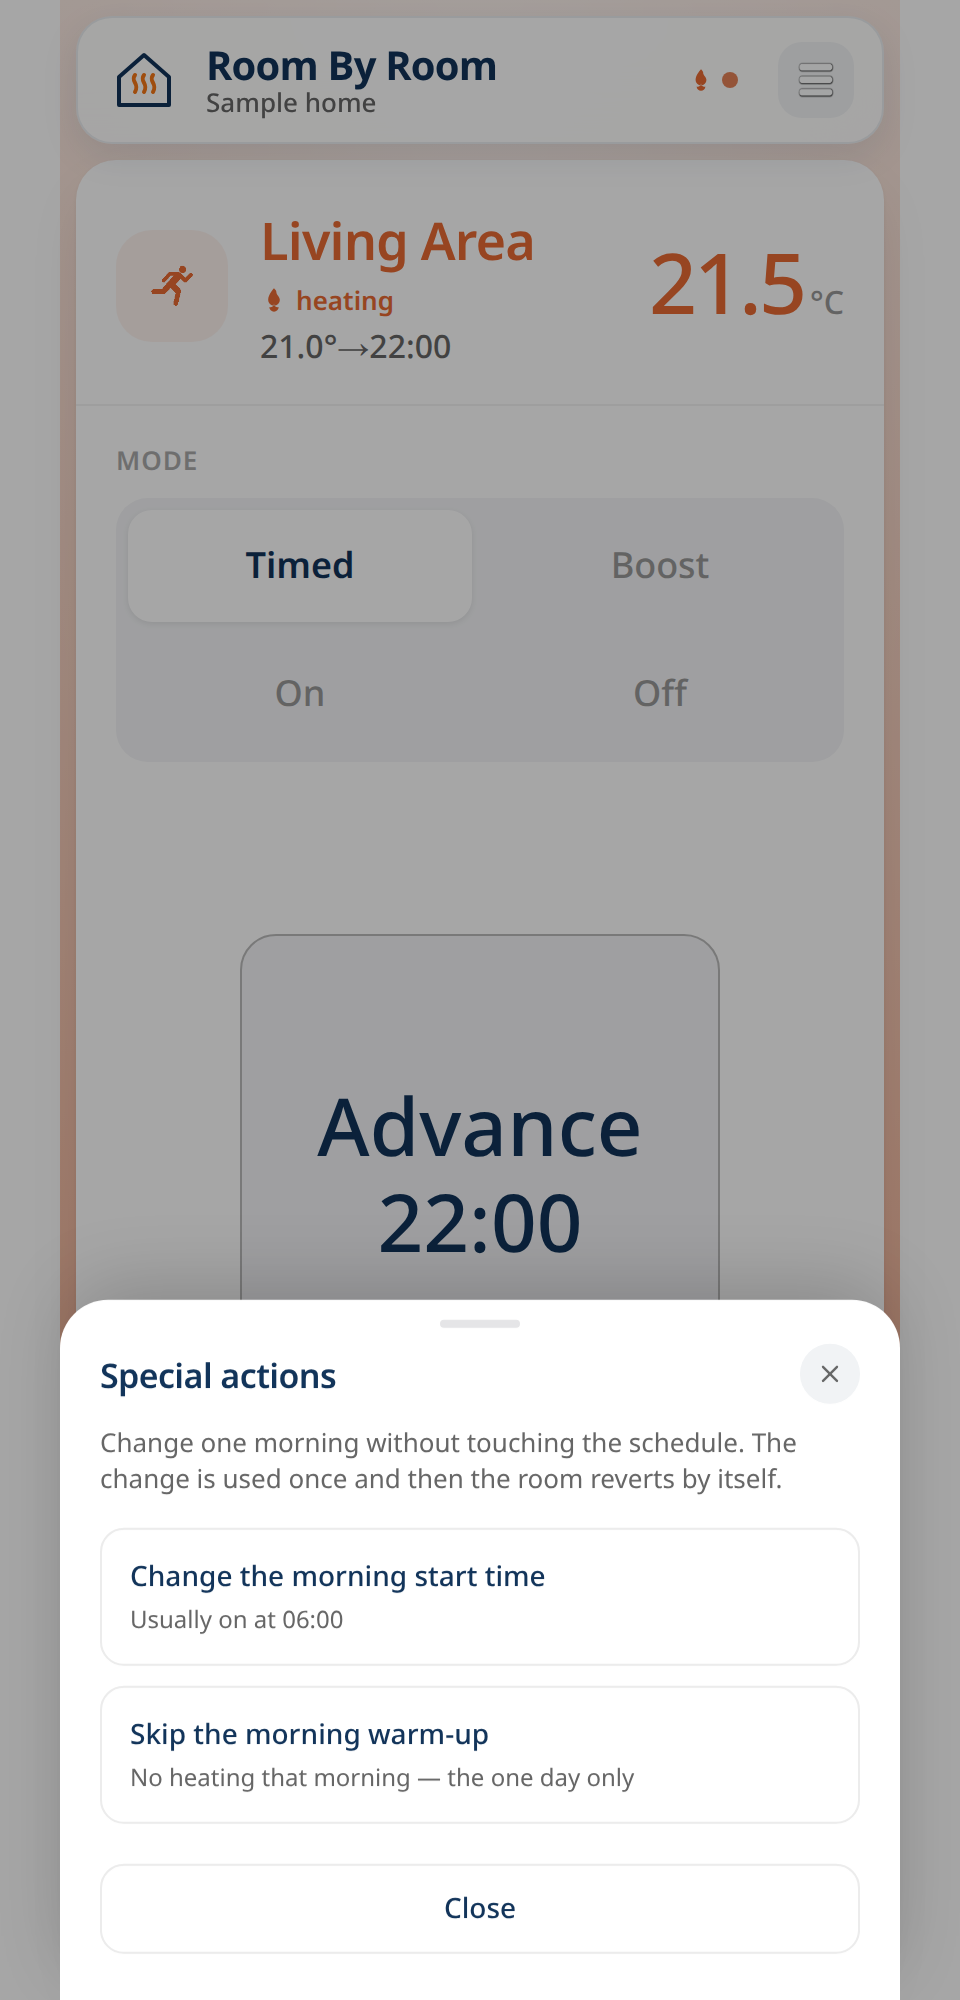 Room By Room
Sample home
Living Area
heating
21.0°→22:00
21.5 °C
MODE
Timed
Boost
On
Off
Advance
22:00
Special actions
Change one morning without touching the schedule. The
change is used once and then the room reverts by itself.
Change the morning start time
Usually on at 06:00
Skip the morning warm-up
No heating that morning — the one day only
Close